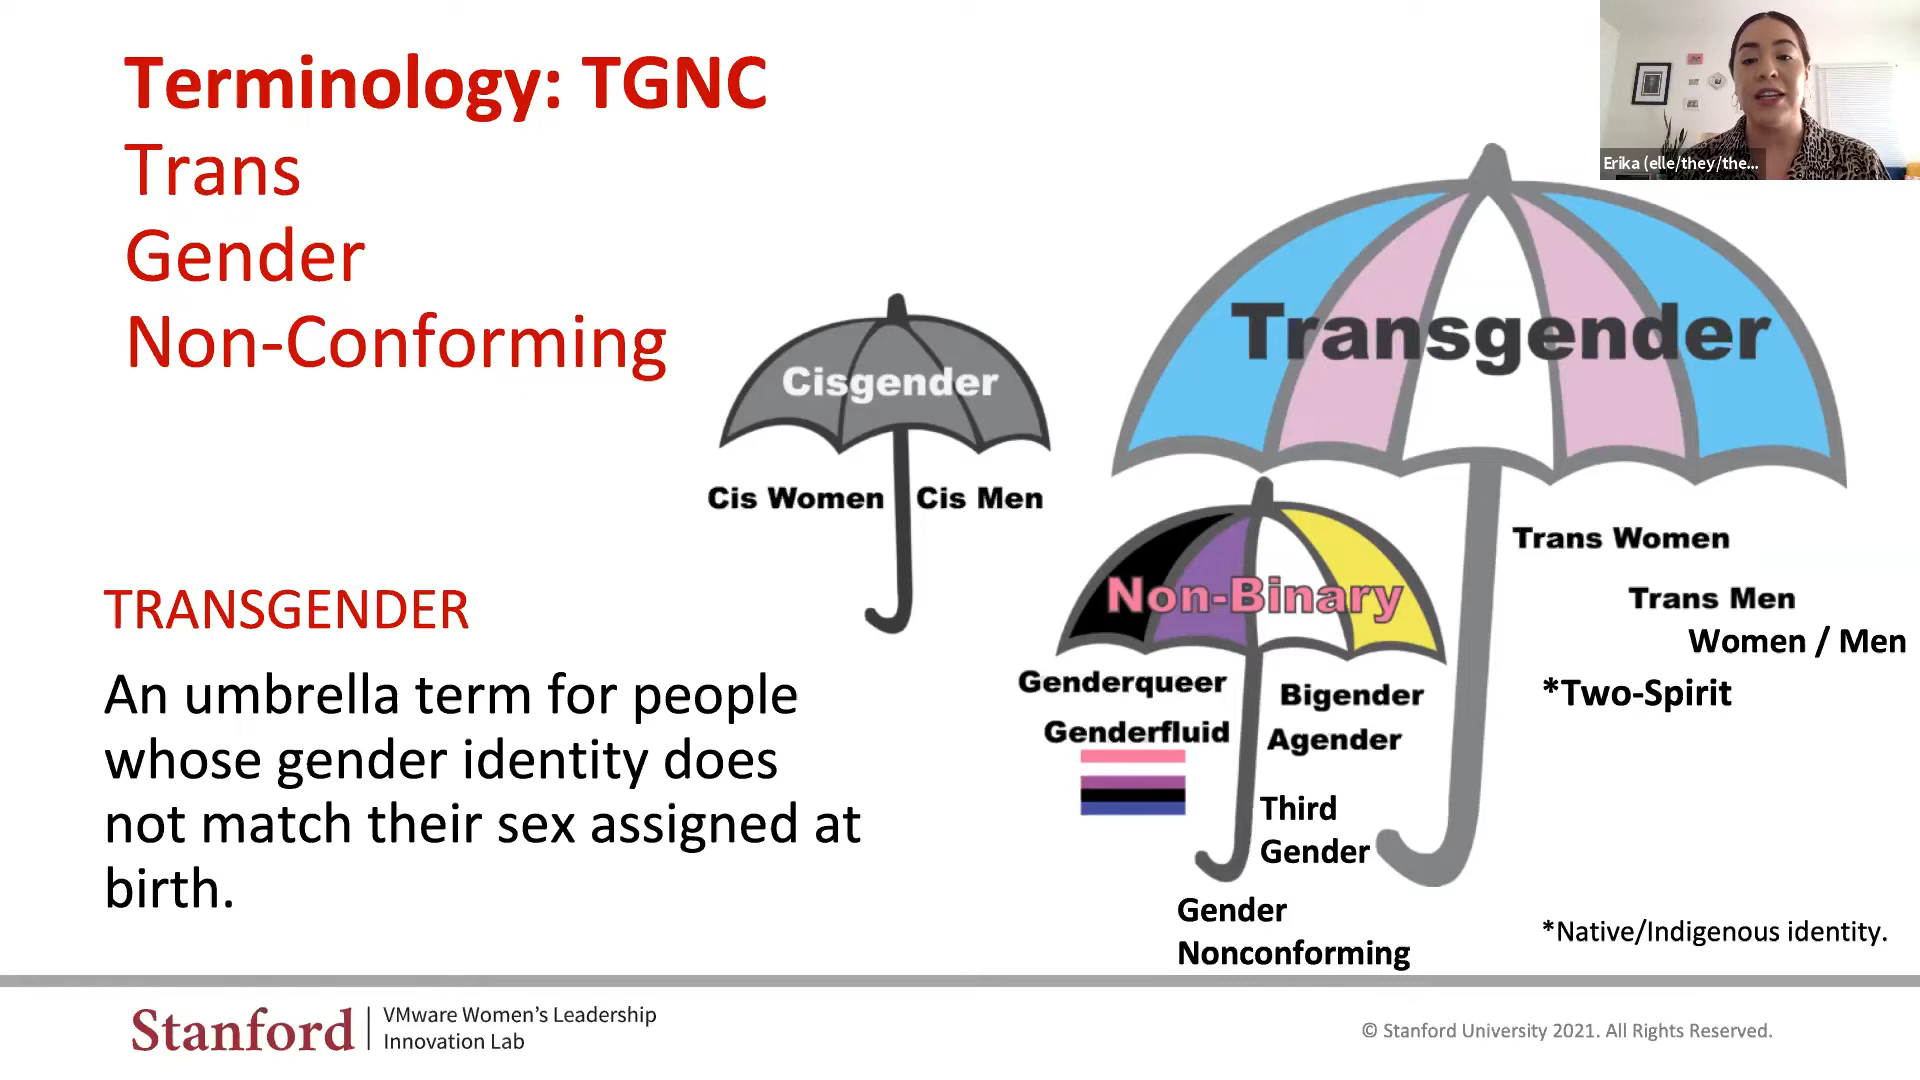 Terminology: TGNC
Trans
Gender
Non-Conforming
Erika (elle/they/the...
Transgender
Cisgender
Cis Women Cis Men
Non-Binary
Trans Women
Trans Men
Women / Men
*Two-Spirit
Genderqueer
Bigender
Genderfluid
Agender
Third
Gender
Gender
Nonconforming
*Native/Indigenous identity.
TRANSGENDER
An umbrella term for people
whose gender identity does
not match their sex assigned at
birth.
Stanford
VMware Women’s Leadership
Innovation Lab
© Stanford University 2021. All Rights Reserved.